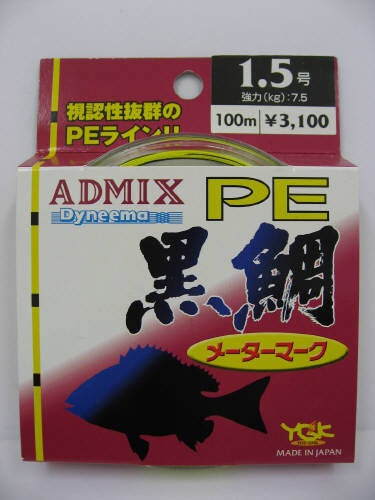 1.5号
強力(kg):7.5
100m ¥3,100
視認性抜群の
PEライン!!
ADMIX PE
Dyneema
黒鯛
メーターマーク
YGK
MADE IN JAPAN